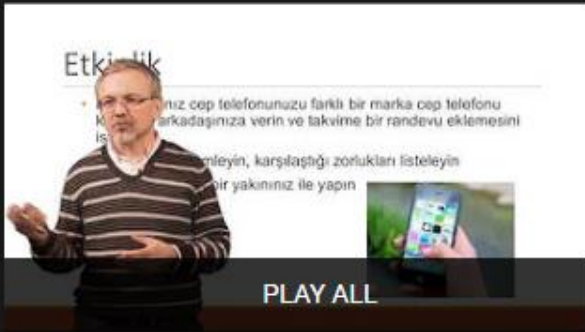 Etkinlik
cep telefonunuzu farklı bir marka cep telefonu
arkadaşınıza verin ve takvime bir randevu eklemesini
karşılaştığı zorlukları listeleyin
bir yakınınız ile yapın
PLAY ALL